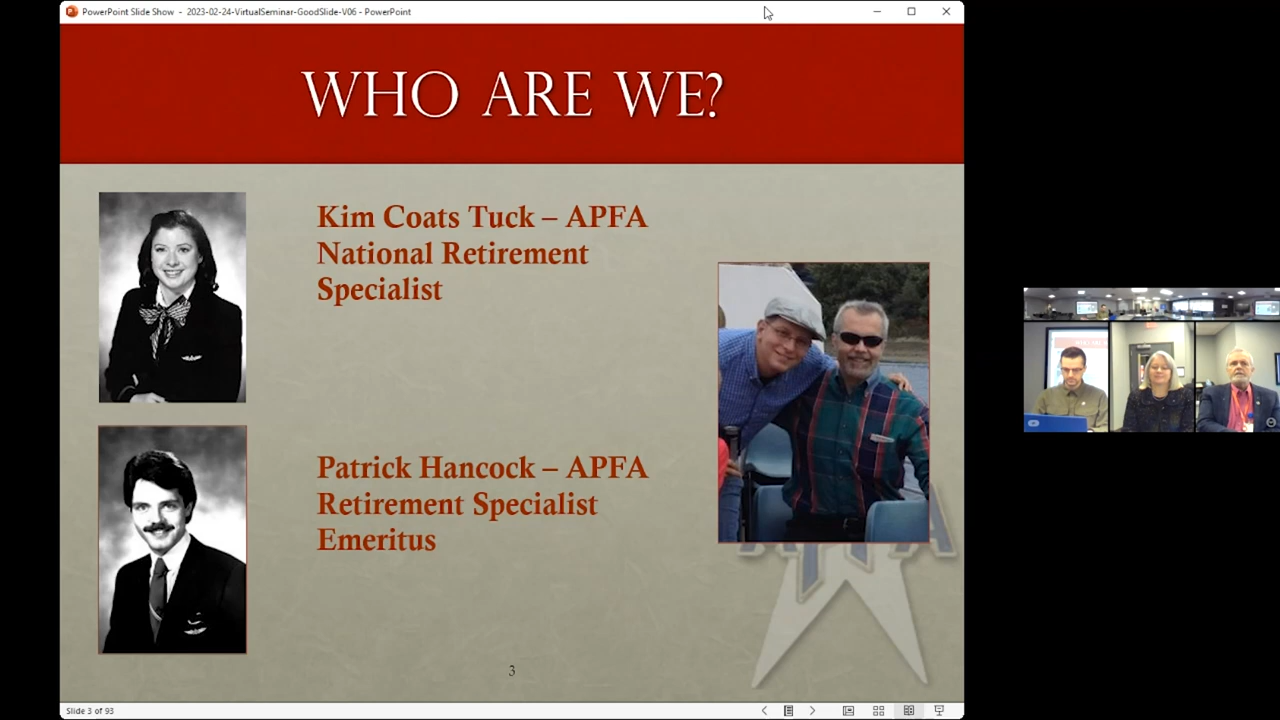 PowerPoint Slide Show - 2023-02-24-VirtualSeminar-GoodSlide-V06 - PowerPoint
WHO ARE WE?
Kim Coats Tuck – APFA
National Retirement
Specialist
Patrick Hancock – APFA
Retirement Specialist
Emeritus
APFA
3
Slide 3 of 93